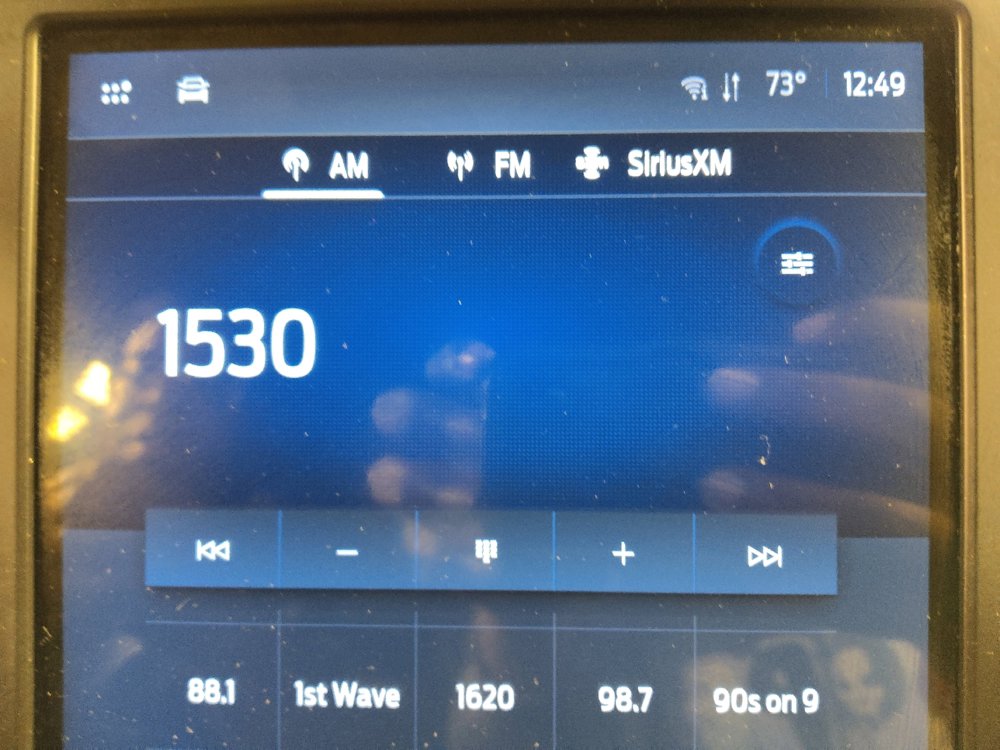 73° 12:49
AM FM SiriusXM
1530
88.1 1st Wave 1620 98.7 90s on 9